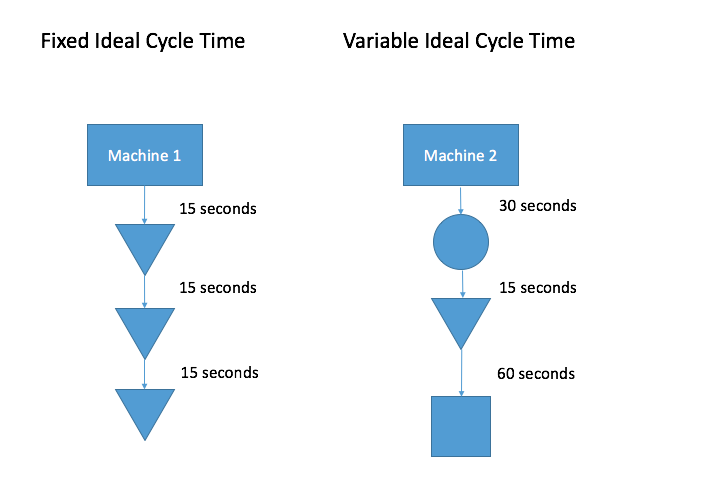 Fixed Ideal Cycle Time
Variable Ideal Cycle Time
Machine 1
15 seconds
15 seconds
15 seconds
Machine 2
30 seconds
15 seconds
60 seconds